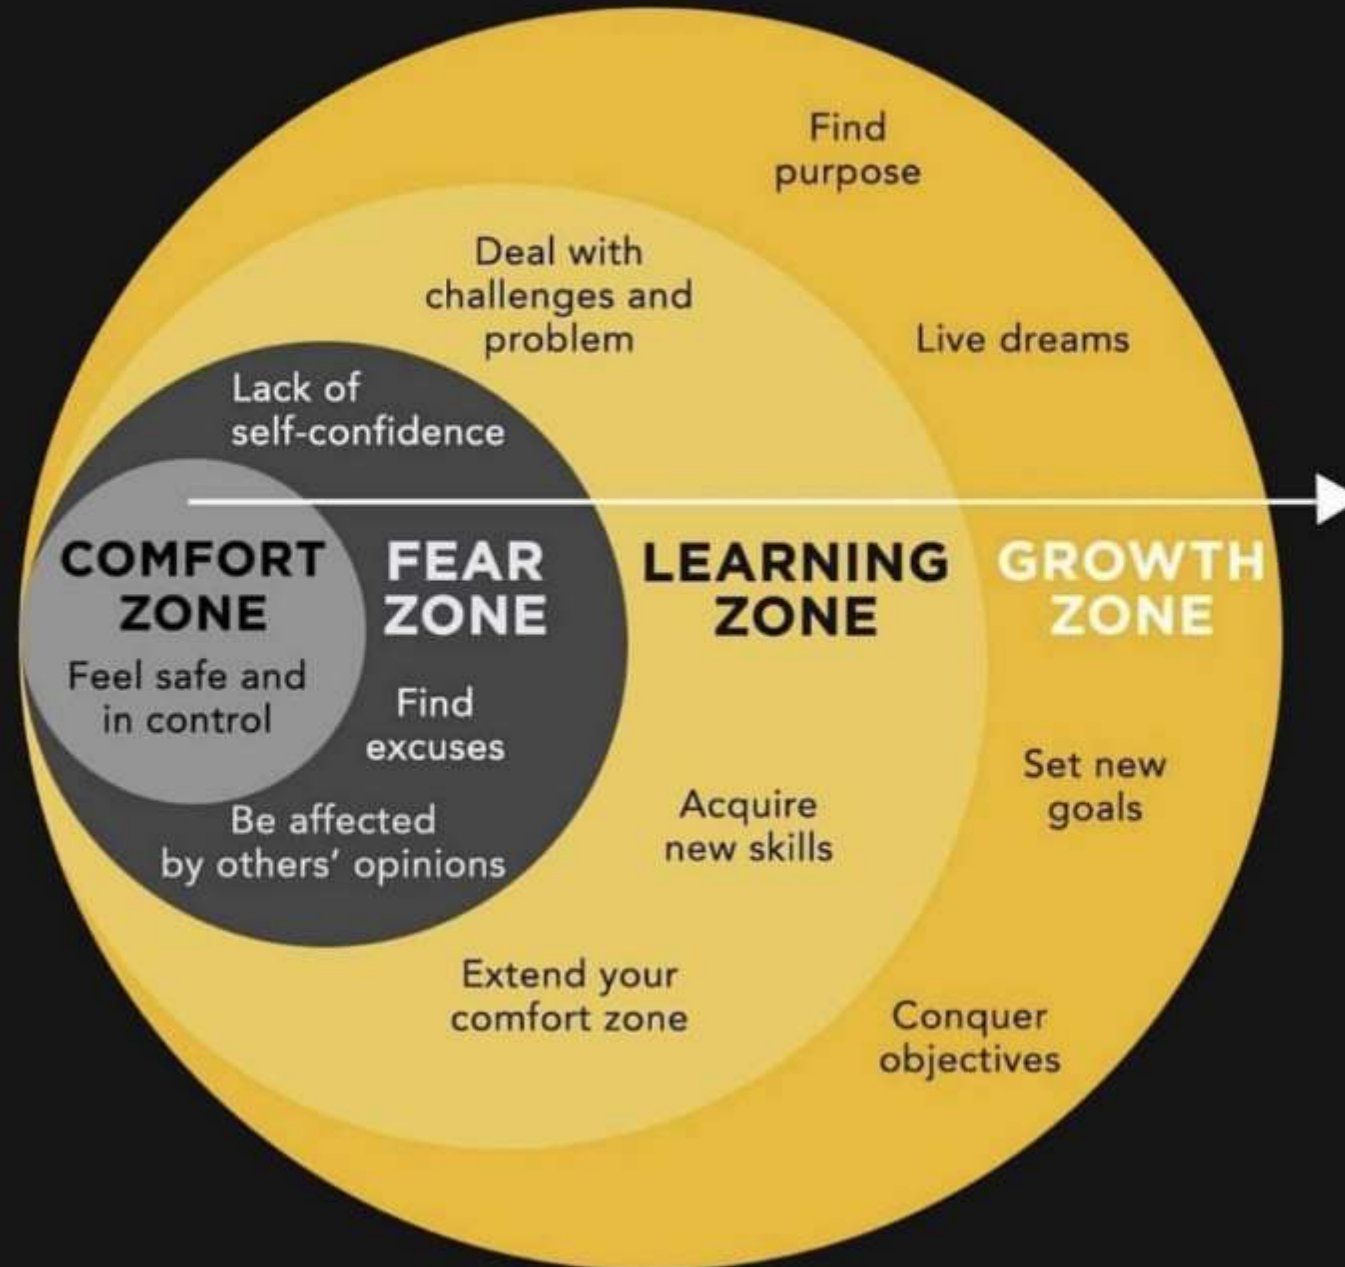 Find
purpose
Deal with
challenges and
problem
Live dreams
Lack of
self-confidence
COMFORT
ZONE
Feel safe and
in control
FEAR
ZONE
Find
excuses
Be affected
by others' opinions
LEARNING
ZONE
Acquire
new skills
Extend your
comfort zone
GROWTH
ZONE
Set new
goals
Conquer
objectives